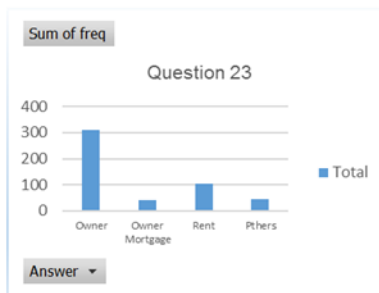 Sum of freq
Question 23
400
300
200
100
0
Owner
Owner
Mortgage
Rent
Pthers
Total
Answer